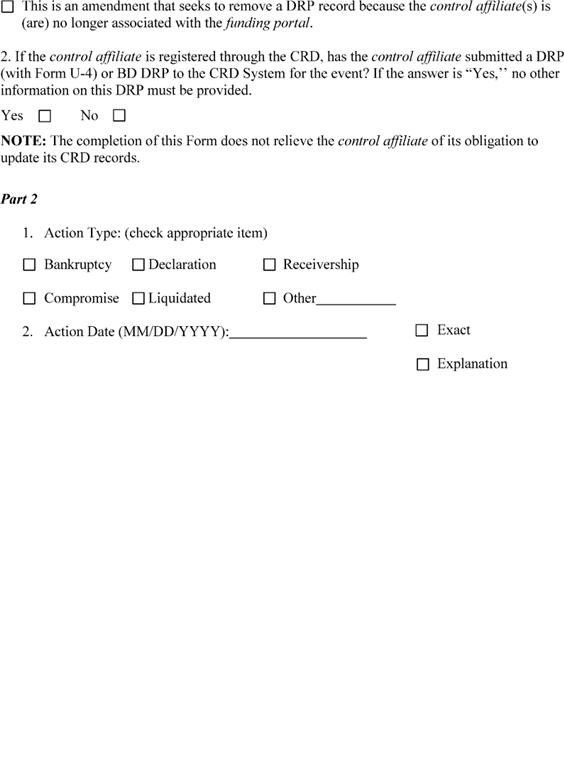 ☐ This is an amendment that seeks to remove a DRP record because the control affiliate(s) is
(are) no longer associated with the funding portal.
2. If the control affiliate is registered through the CRD, has the control affiliate submitted a DRP
(with Form U-4) or BD DRP to the CRD System for the event? If the answer is “Yes,’’ no other
information on this DRP must be provided.
Yes ☐ No ☐
NOTE: The completion of this Form does not relieve the control affiliate of its obligation to
update its CRD records.
Part 2
1. Action Type: (check appropriate item)
☐ Bankruptcy ☐ Declaration ☐ Receivership
☐ Compromise ☐ Liquidated ☐ Other___________
2. Action Date (MM/DD/YYYY):___________________ ☐ Exact
☐ Explanation